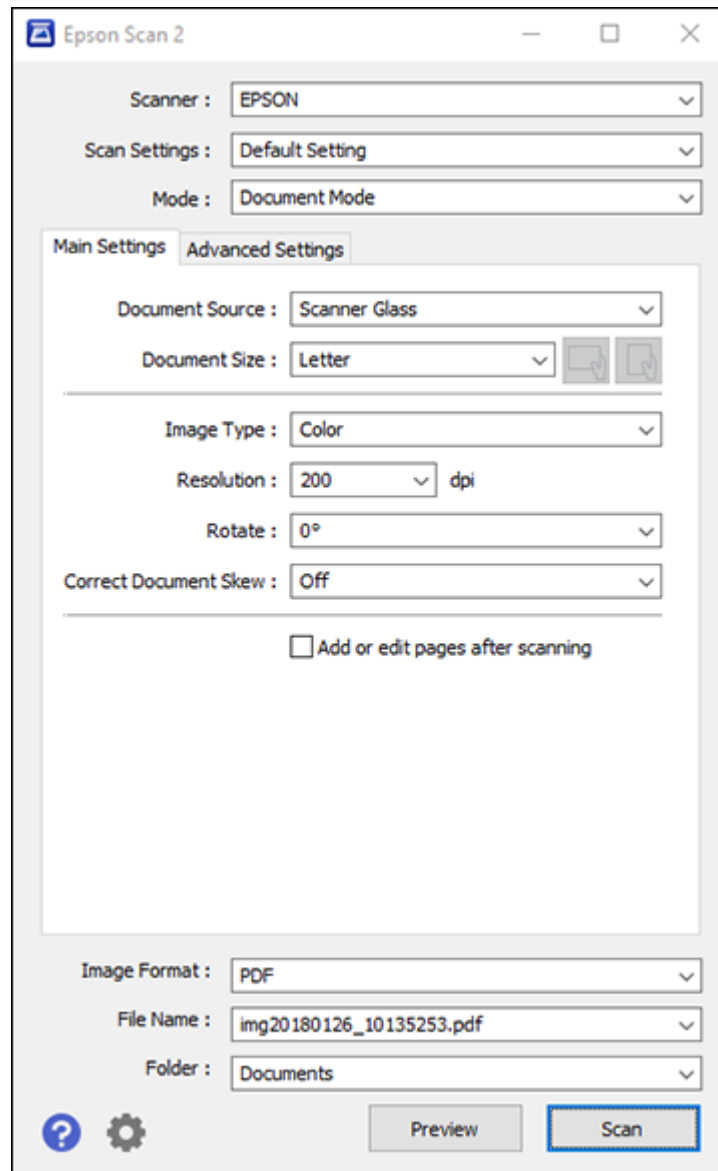 Epson Scan 2
Scanner : EPSON
Scan Settings : Default Setting
Mode : Document Mode
Main Settings Advanced Settings
Document Source : Scanner Glass
Document Size : Letter
Image Type : Color
Resolution : 200 dpi
Rotate : 0°
Correct Document Skew : Off
Add or edit pages after scanning
Image Format : PDF
File Name : img20180126_10135253.pdf
Folder : Documents
? Preview Scan